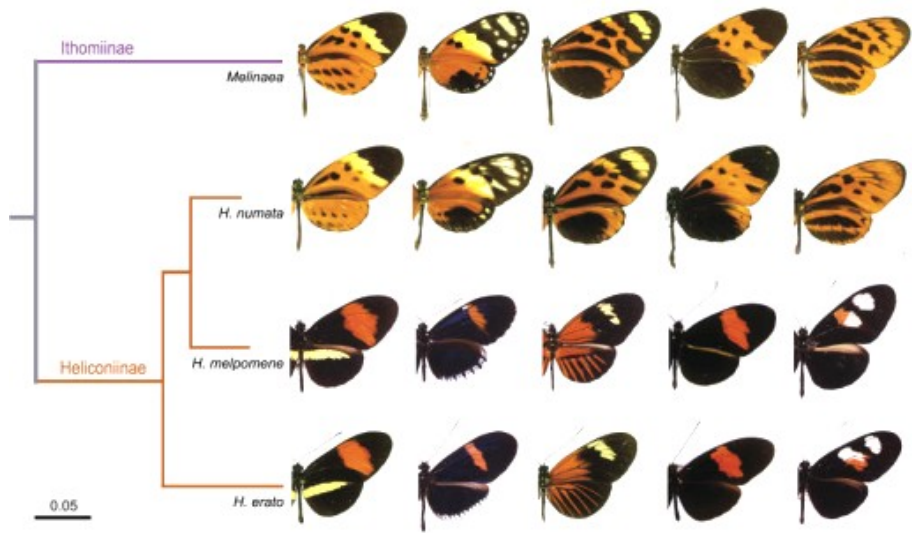 Ithomiinae
Melinaea
H. numata
H. melpomene
Heliconiinae
H. erato
0.05